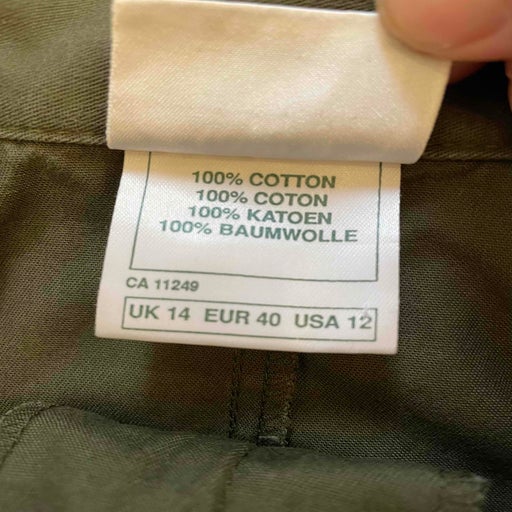 100% COTTON
100% COTON
100% KATOEN
100% BAUMWOLLE
CA 11249
UK 14 EUR 40 USA 12